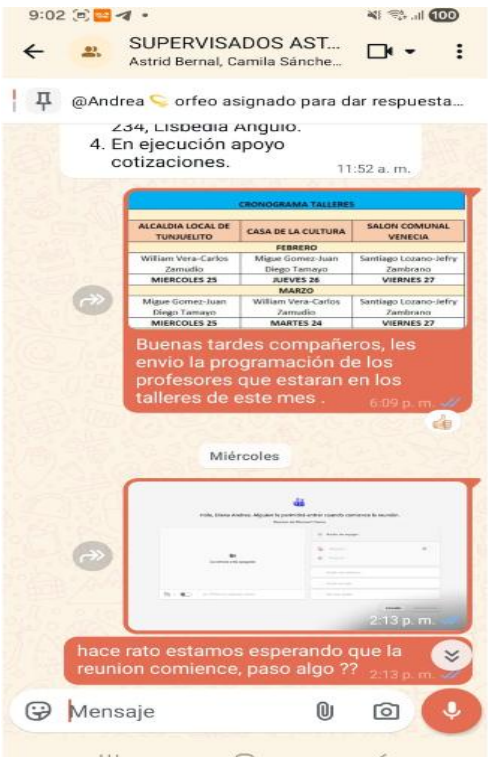 9:02
100
SUPERVISADOS AST...
Astrid Bernal, Camila Sánche...
@Andrea orfeo asignado para dar respuesta...
234, Lisbedia Angulo.
4. En ejecución apoyo
cotizaciones.
11:52 a. m.
CRONOGRAMA TALLERES
ALCALDIA LOCAL DE TUNJUELITO CASA DE LA CULTURA SALON COMUNAL VENECIA
FEBRERO
William Vera-Carlos Zamudio Migue Gomez-Juan Diego Tamayo Santiago Lozano-Jefry Zambrano
MIERCOLES 25 JUEVES 26 VIERNES 27
MARZO
Migue Gomez-Juan Diego Tamayo William Vera-Carlos Zamudio Santiago Lozano-Jefry Zambrano
MIERCOLES 25 MARTES 24 VIERNES 27
Buenas tardes compañeros, les
envio la programación de los
profesores que estaran en los
talleres de este mes .
6:09 p. m.
Miércoles
2:13 p. m.
hace rato estamos esperando que la
reunion comience, paso algo ??
2:13 p. m.
Mensaje